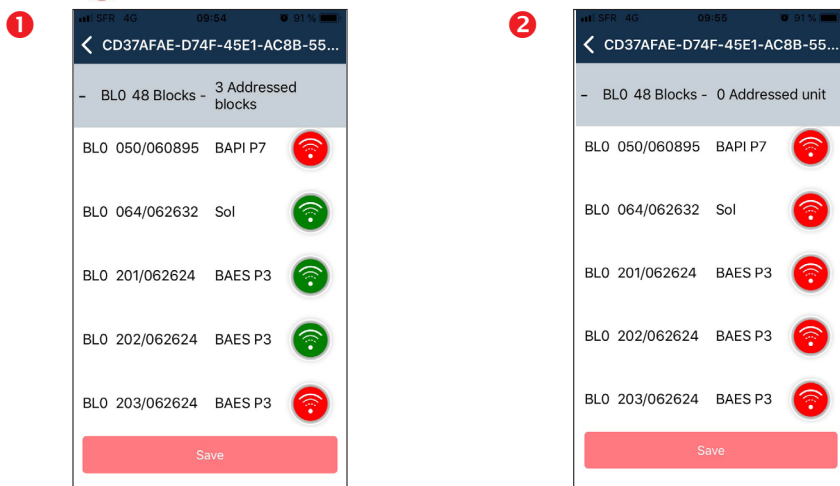 1
SFR 4G 09:54 91 %
CD37AFAE-D74F-45E1-AC8B-55...
- BL0 48 Blocks - 3 Addressed
blocks
BL0 050/060895 BAPI P7
BL0 064/062632 Sol
BL0 201/062624 BAES P3
BL0 202/062624 BAES P3
BL0 203/062624 BAES P3
Save
2
SFR 4G 09:55 91 %
CD37AFAE-D74F-45E1-AC8B-55...
- BL0 48 Blocks - 0 Addressed unit
BL0 050/060895 BAPI P7
BL0 064/062632 Sol
BL0 201/062624 BAES P3
BL0 202/062624 BAES P3
BL0 203/062624 BAES P3
Save